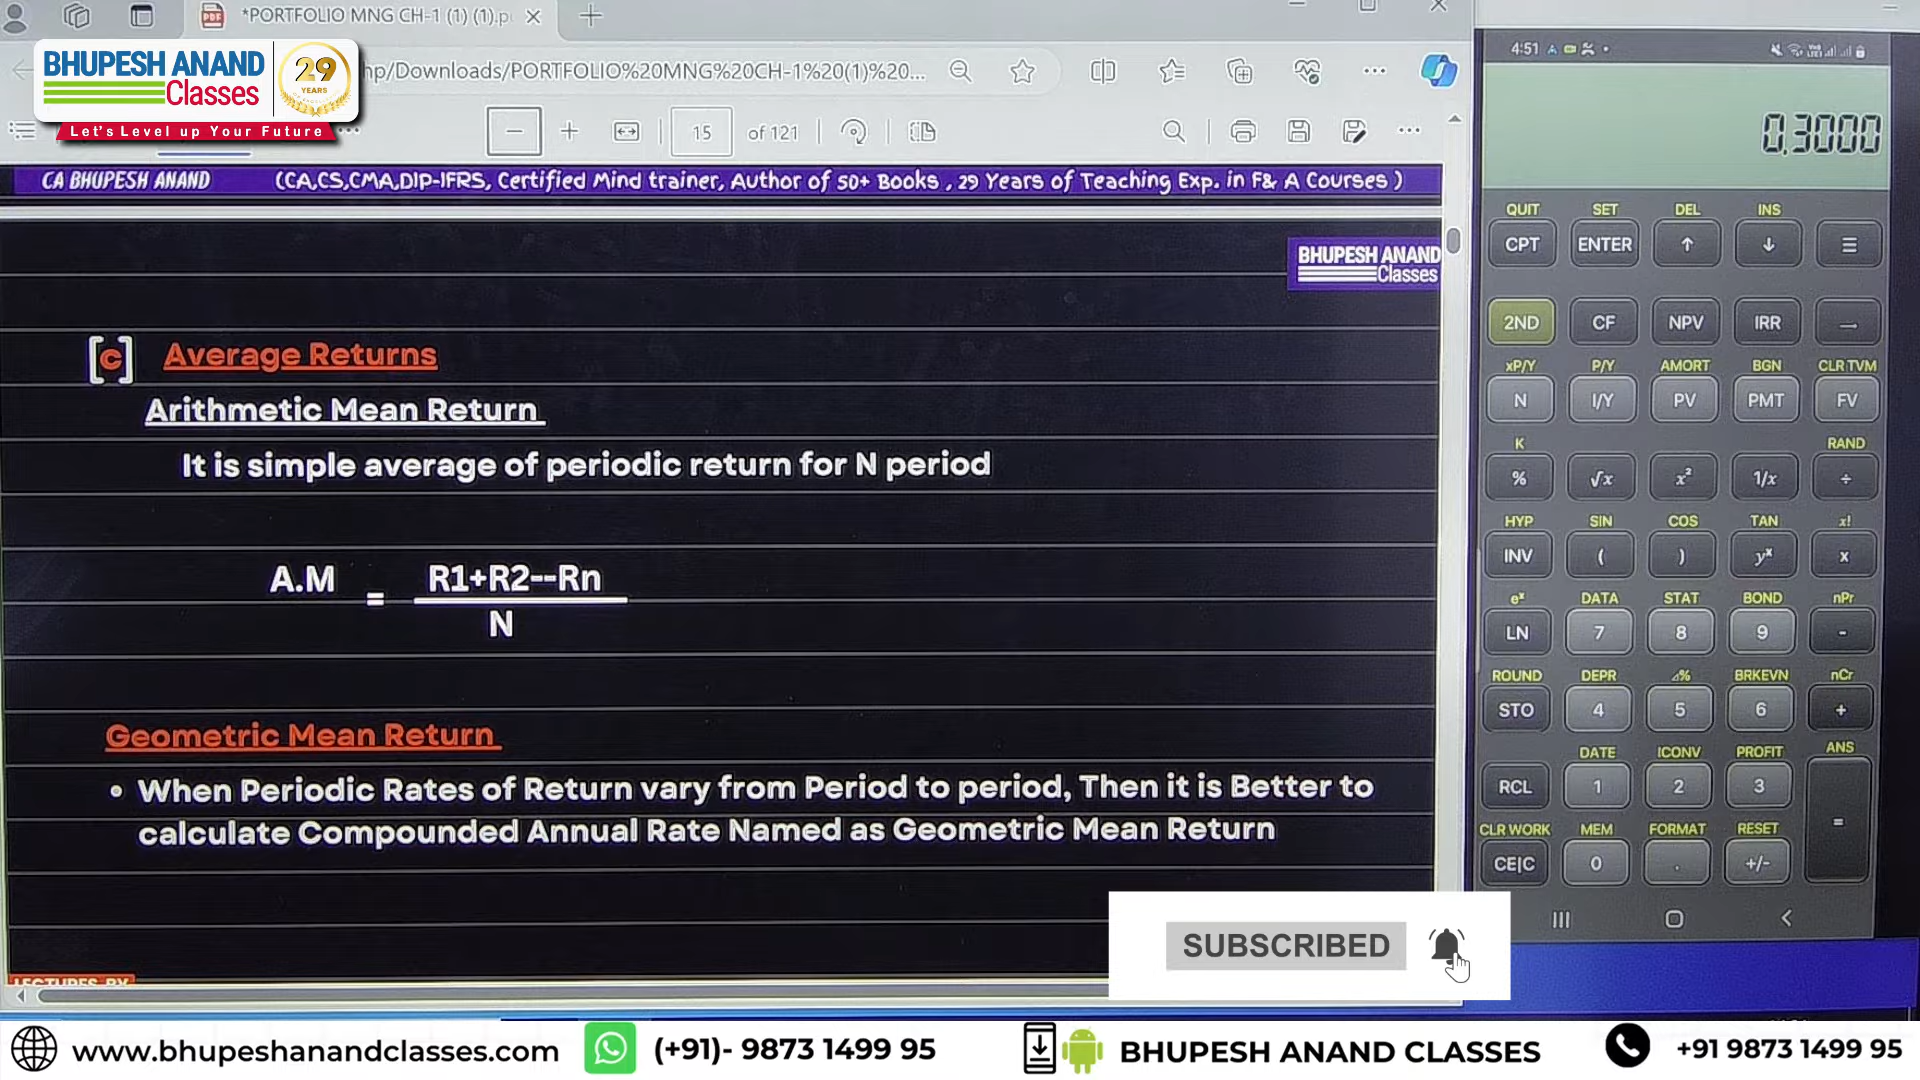 *PORTFOLIO MNG CH-1 (1) (1).p
BHUPESH ANAND
Classes
29
YEARS
Let's Level up Your Future
hp/Downloads/PORTFOLIO%20MNG%20CH-1%20(1)%20...
15 of 121
CA BHUPESH ANAND (CA,CS,CMA,DIP-IFRS, Certified Mind trainer, Author of 50+ Books , 29 Years of Teaching Exp. in F& A Courses )
BHUPESH ANAND
Classes
[c] Average Returns
Arithmetic Mean Return
It is simple average of periodic return for N period
A.M = R1+R2--Rn
N
Geometric Mean Return
• When Periodic Rates of Return vary from Period to period, Then it is Better to
calculate Compounded Annual Rate Named as Geometric Mean Return
LECTURES BY
SUBSCRIBED
4:51
0.3000
QUIT SET DEL INS
CPT ENTER ↑ ↓ ☰
2ND CF NPV IRR →
xP/Y P/Y AMORT BGN CLR TVM
N I/Y PV PMT FV
K RAND
% √x x² 1/x ÷
HYP SIN COS TAN x!
INV ( ) yˣ x
eˣ DATA STAT BOND nPr
LN 7 8 9 -
ROUND DEPR ⊿% BRKEVN nCr
STO 4 5 6 +
DATE ICONV PROFIT ANS
RCL 1 2 3 =
CLR WORK MEM FORMAT RESET
CE|C 0 . +/-
www.bhupeshanandclasses.com
(+91)- 9873 1499 95
BHUPESH ANAND CLASSES
+91 9873 1499 95